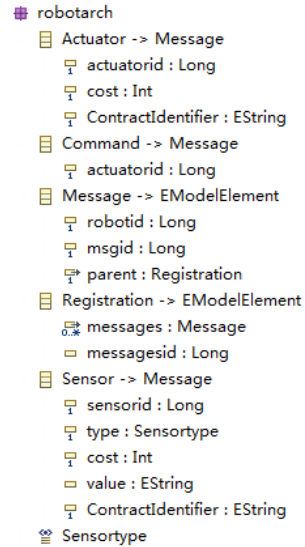 robotarch
Actuator -> Message
actuatorid : Long
cost : Int
ContractIdentifier : EString
Command -> Message
actuatorid : Long
Message -> EModelElement
robotid : Long
msgid : Long
parent : Registration
Registration -> EModelElement
0..* messages : Message
messagesid : Long
Sensor -> Message
sensorid : Long
type : Sensortype
cost : Int
value : EString
ContractIdentifier : EString
Sensortype